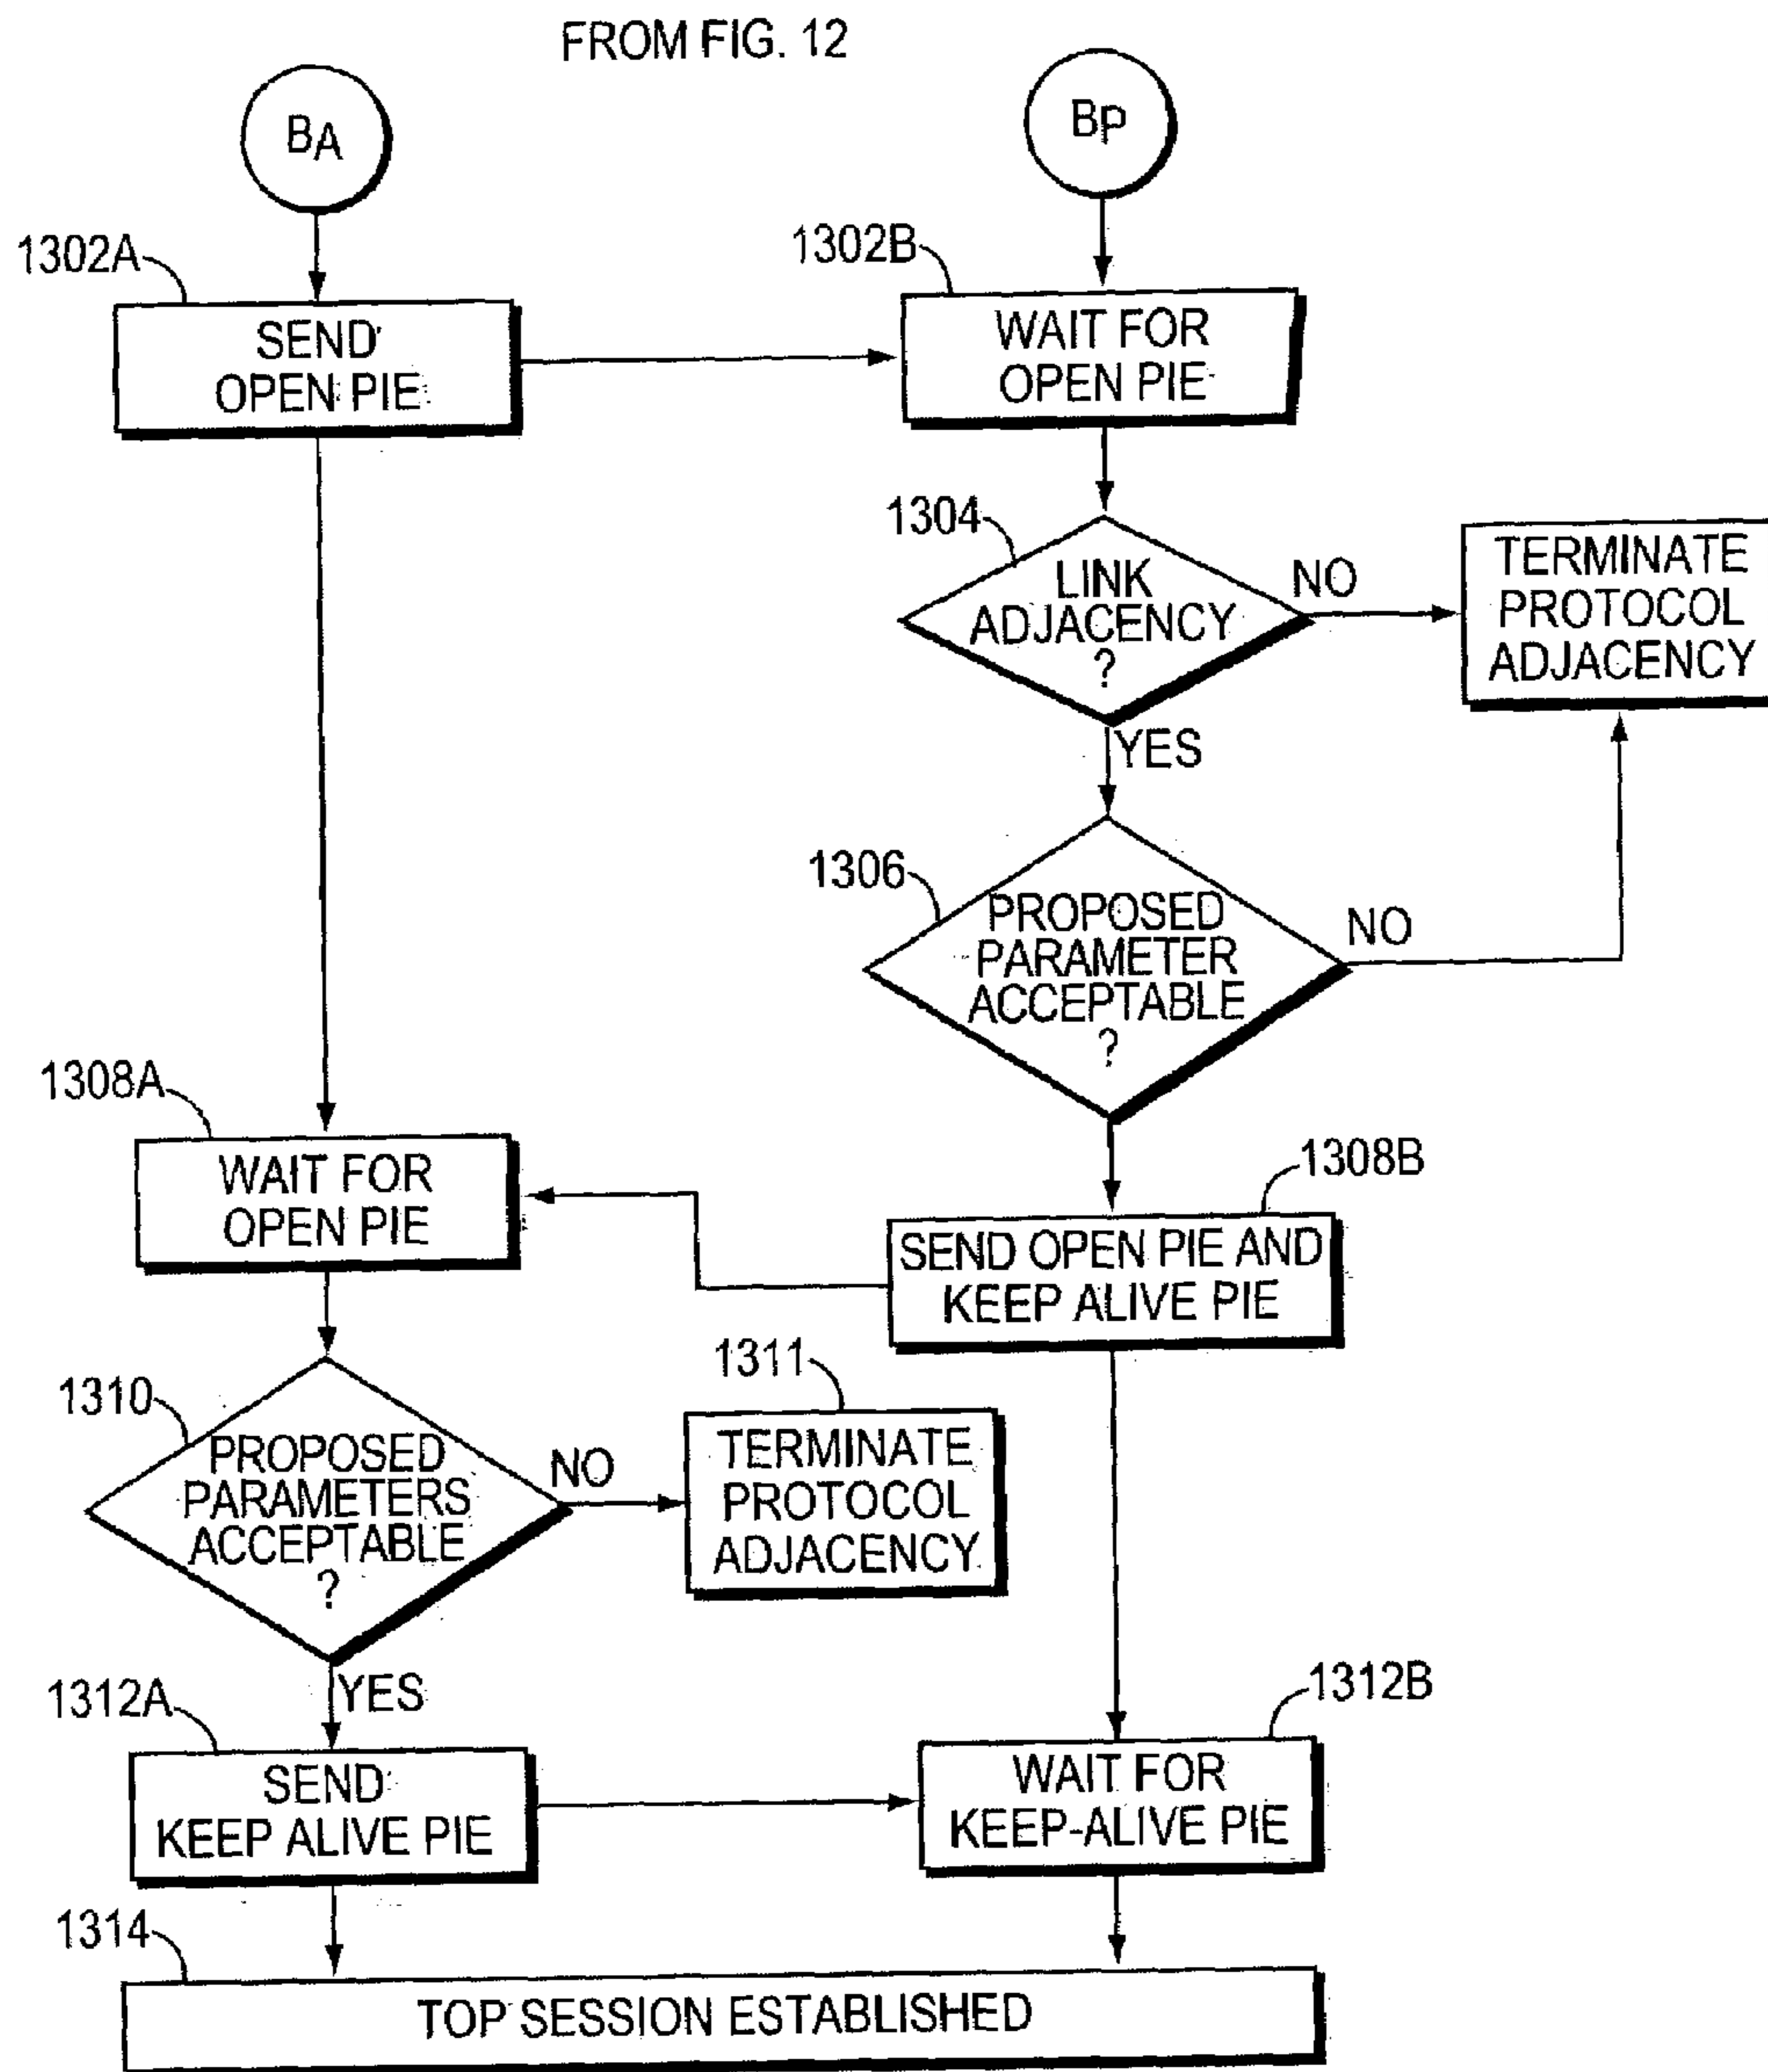 FROM FIG. 12
BA
BP
1302A
1302B
SEND
OPEN PIE
WAIT FOR
OPEN PIE
1304
LINK
ADJACENCY
?
NO
TERMINATE
PROTOCOL
ADJACENCY
YES
1306
PROPOSED
PARAMETER
ACCEPTABLE
?
NO
1308A
WAIT FOR
OPEN PIE
1308B
SEND OPEN PIE AND
KEEP ALIVE PIE
1310
PROPOSED
PARAMETERS
ACCEPTABLE
?
NO
1311
TERMINATE
PROTOCOL
ADJACENCY
YES
1312A
SEND
KEEP ALIVE PIE
1312B
WAIT FOR
KEEP-ALIVE PIE
1314
TOP SESSION ESTABLISHED